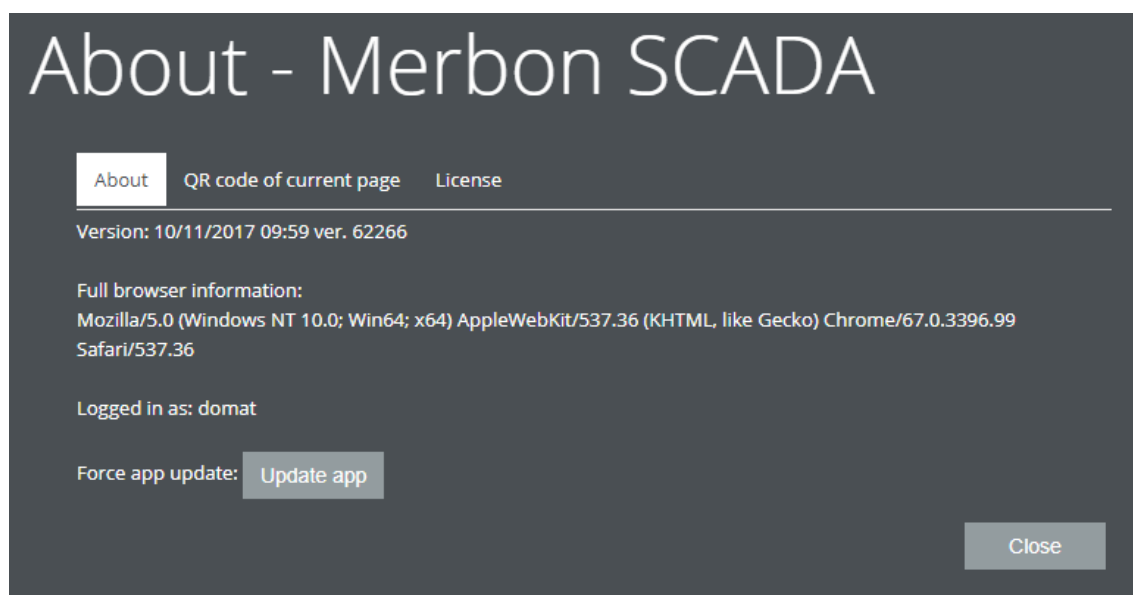 About - Merbon SCADA
About QR code of current page License
Version: 10/11/2017 09:59 ver. 62266
Full browser information:
Mozilla/5.0 (Windows NT 10.0; Win64; x64) AppleWebKit/537.36 (KHTML, like Gecko) Chrome/67.0.3396.99
Safari/537.36
Logged in as: domat
Force app update: Update app
Close